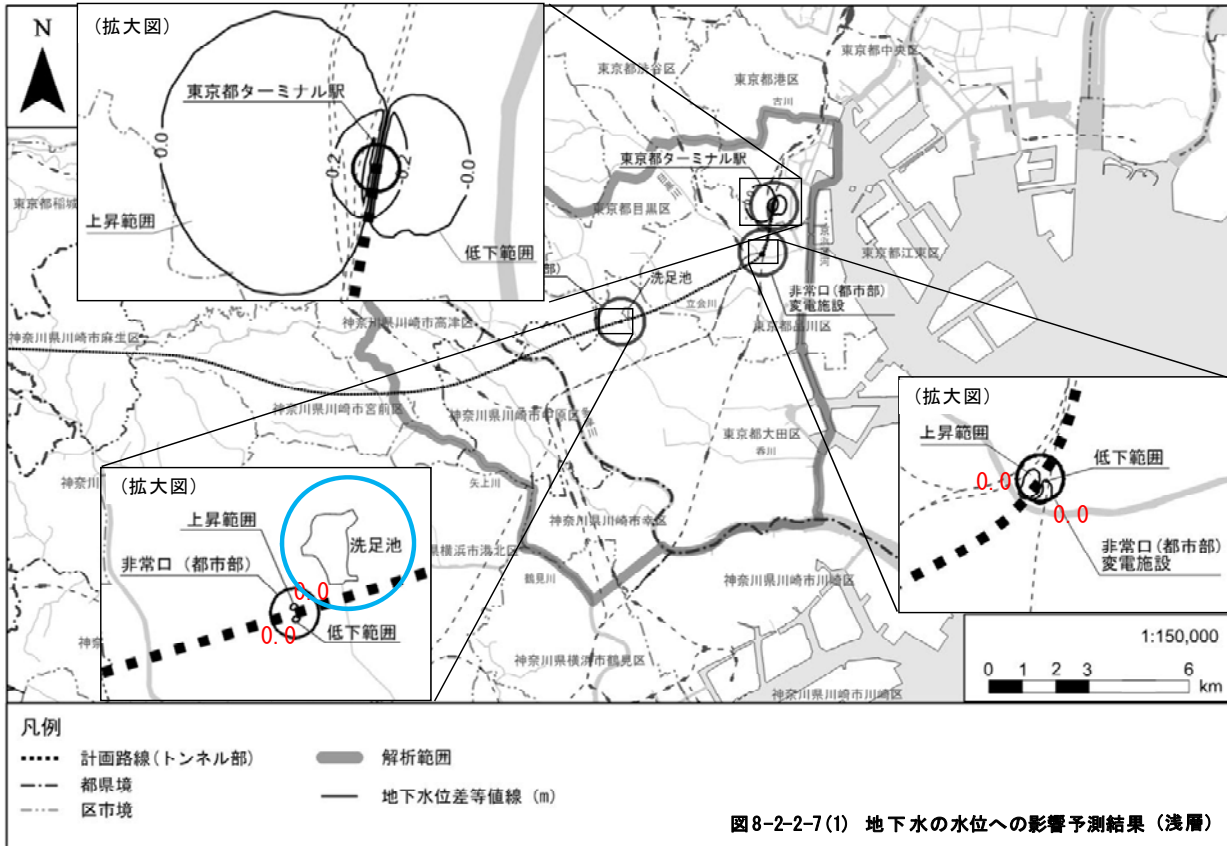 N
(拡大図)
東京都ターミナル駅
0.0
0.2
-0.2
-0.0
上昇範囲
低下範囲
東京都稲城
東京都渋谷区
東京都港区
東京都中央区
古川
東京都ターミナル駅
東京都目黒区
東京都江東区
洗足池
立会川
非常口(都市部)
変電施設
東京都品川区
神奈川県川崎市麻生区
神奈川県川崎市高津区
神奈川県川崎市宮前区
神奈川県川崎市中原区
東京都大田区
呑川
矢上川
神奈川県川崎市幸区
県横浜市港北区
鶴見川
神奈川県川崎市川崎区
神奈川県横浜市鶴見区
神奈川県川崎市川崎区
神奈川
神奈
(拡大図)
上昇範囲
洗足池
非常口(都市部)
0.0
0.0
低下範囲
(拡大図)
上昇範囲
低下範囲
0.0
0.0
非常口(都市部)
変電施設
1:150,000
0 1 2 3 6
km
凡例
計画路線(トンネル部)
解析範囲
都県境
地下水位差等値線(m)
区市境
図8-2-2-7(1) 地下水の水位への影響予測結果(浅層)